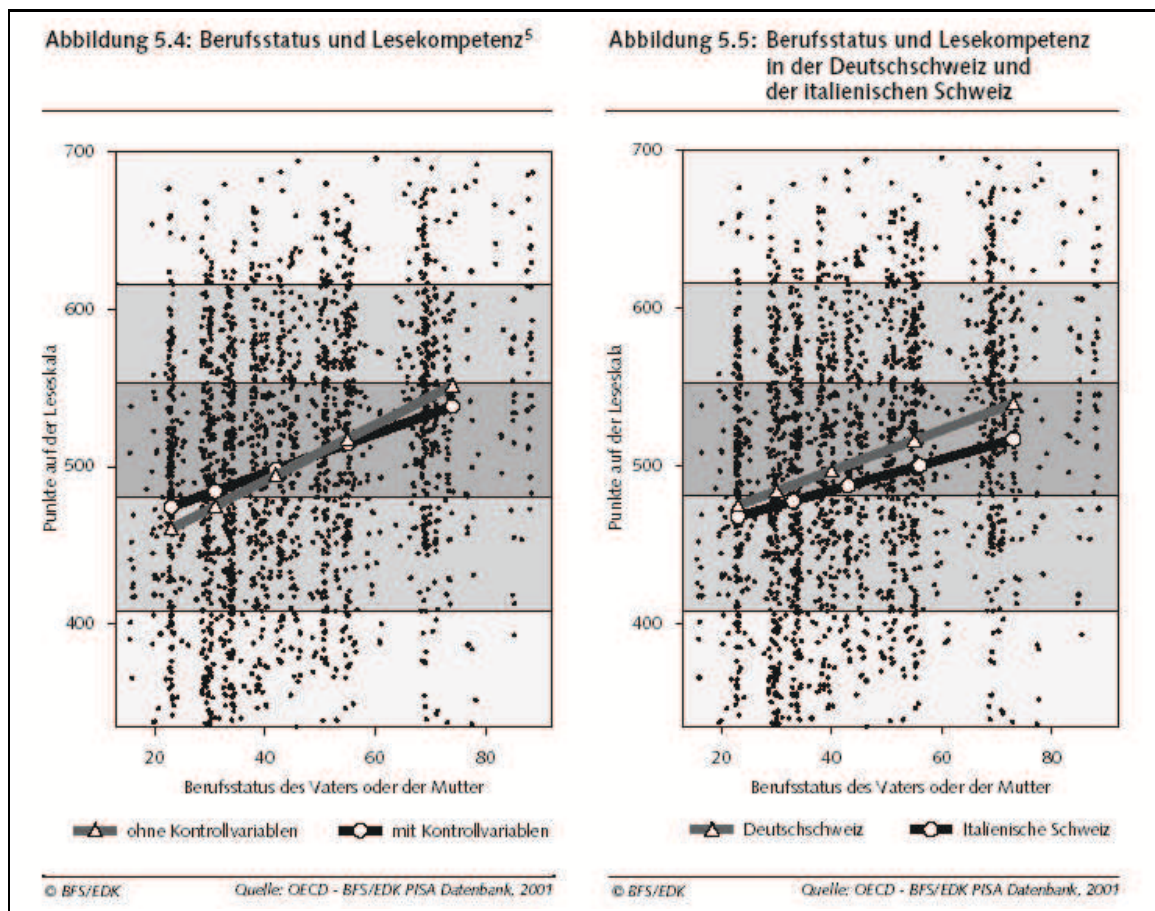 Abbildung 5.4: Berufsstatus und Lesekompetenz⁵
700
600
500
400
Punkte auf der Leseskala
20 40 60 80
Berufsstatus des Vaters oder der Mutter
ohne Kontrollvariablen mit Kontrollvariablen
© BFS/EDK Quelle: OECD - BFS/EDK PISA Datenbank, 2001
Abbildung 5.5: Berufsstatus und Lesekompetenz
in der Deutschschweiz und
der italienischen Schweiz
700
600
500
400
Punkte auf der Leseskala
20 40 60 80
Berufsstatus des Vaters oder der Mutter
Deutschschweiz Italienische Schweiz
© BFS/EDK Quelle: OECD - BFS/EDK PISA Datenbank, 2001